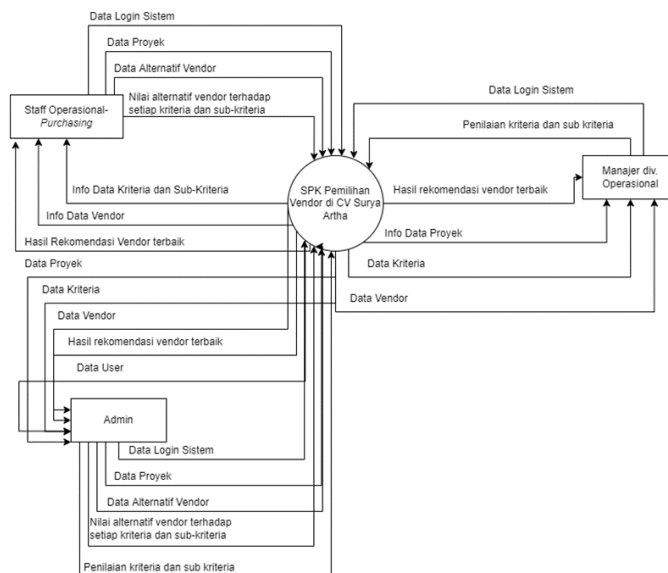 Data Login Sistem
Data Proyek
Data Alternatif Vendor
Nilai alternatif vendor terhadap
setiap kriteria dan sub-kriteria
Staff Operasional-
Purchasing
Data Login Sistem
Penilaian kriteria dan sub kriteria
Manajer div.
Operasional
SPK Pemilihan
Vendor di CV Surya
Artha
Info Data Kriteria dan Sub-Kriteria
Hasil rekomendasi vendor terbaik
Info Data Vendor
Info Data Proyek
Hasil Rekomendasi Vendor terbaik
Data Proyek
Data Kriteria
Data Kriteria
Data Vendor
Data Vendor
Hasil rekomendasi vendor terbaik
Data User
Admin
Data Login Sistem
Data Proyek
Data Alternatif Vendor
Nilai alternatif vendor terhadap
setiap kriteria dan sub-kriteria
Penilaian kriteria dan sub kriteria